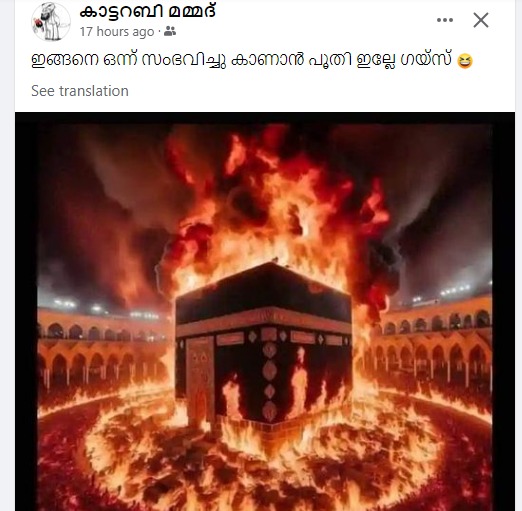 കാട്ടറബി മമ്മദ്
17 hours ago ·
ഇങ്ങനെ ഒന്ന് സംഭവിച്ചു കാണാൻ പൂതി ഇല്ലേ ഗയ്സ് 😆
See translation